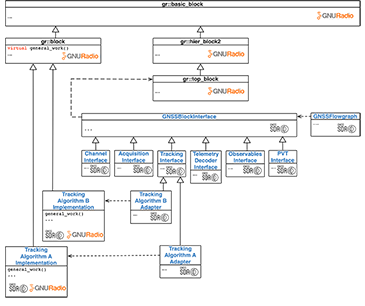 gr::basic_block
...
GNURadio
gr::block
virtual general_work()
...
GNURadio
gr::hier_block2
...
GNURadio
gr::top_block
...
GNURadio
GNSSBlockInterface
...
SDR
GNSSFlowgraph
...
SDR
Channel
Interface
...
SDR
Acquisition
Interface
...
SDR
Tracking
Interface
...
SDR
Telemetry
Decoder
Interface
SDR
Observables
Interface
...
SDR
PVT
Interface
...
SDR
Tracking
Algorithm B
Implementation
general_work()
...
SDR
GNURadio
Tracking
Algorithm B
Adapter
...
SDR
Tracking
Algorithm A
Implementation
general_work()
...
SDR
GNURadio
Tracking
Algorithm A
Adapter
...
SDR